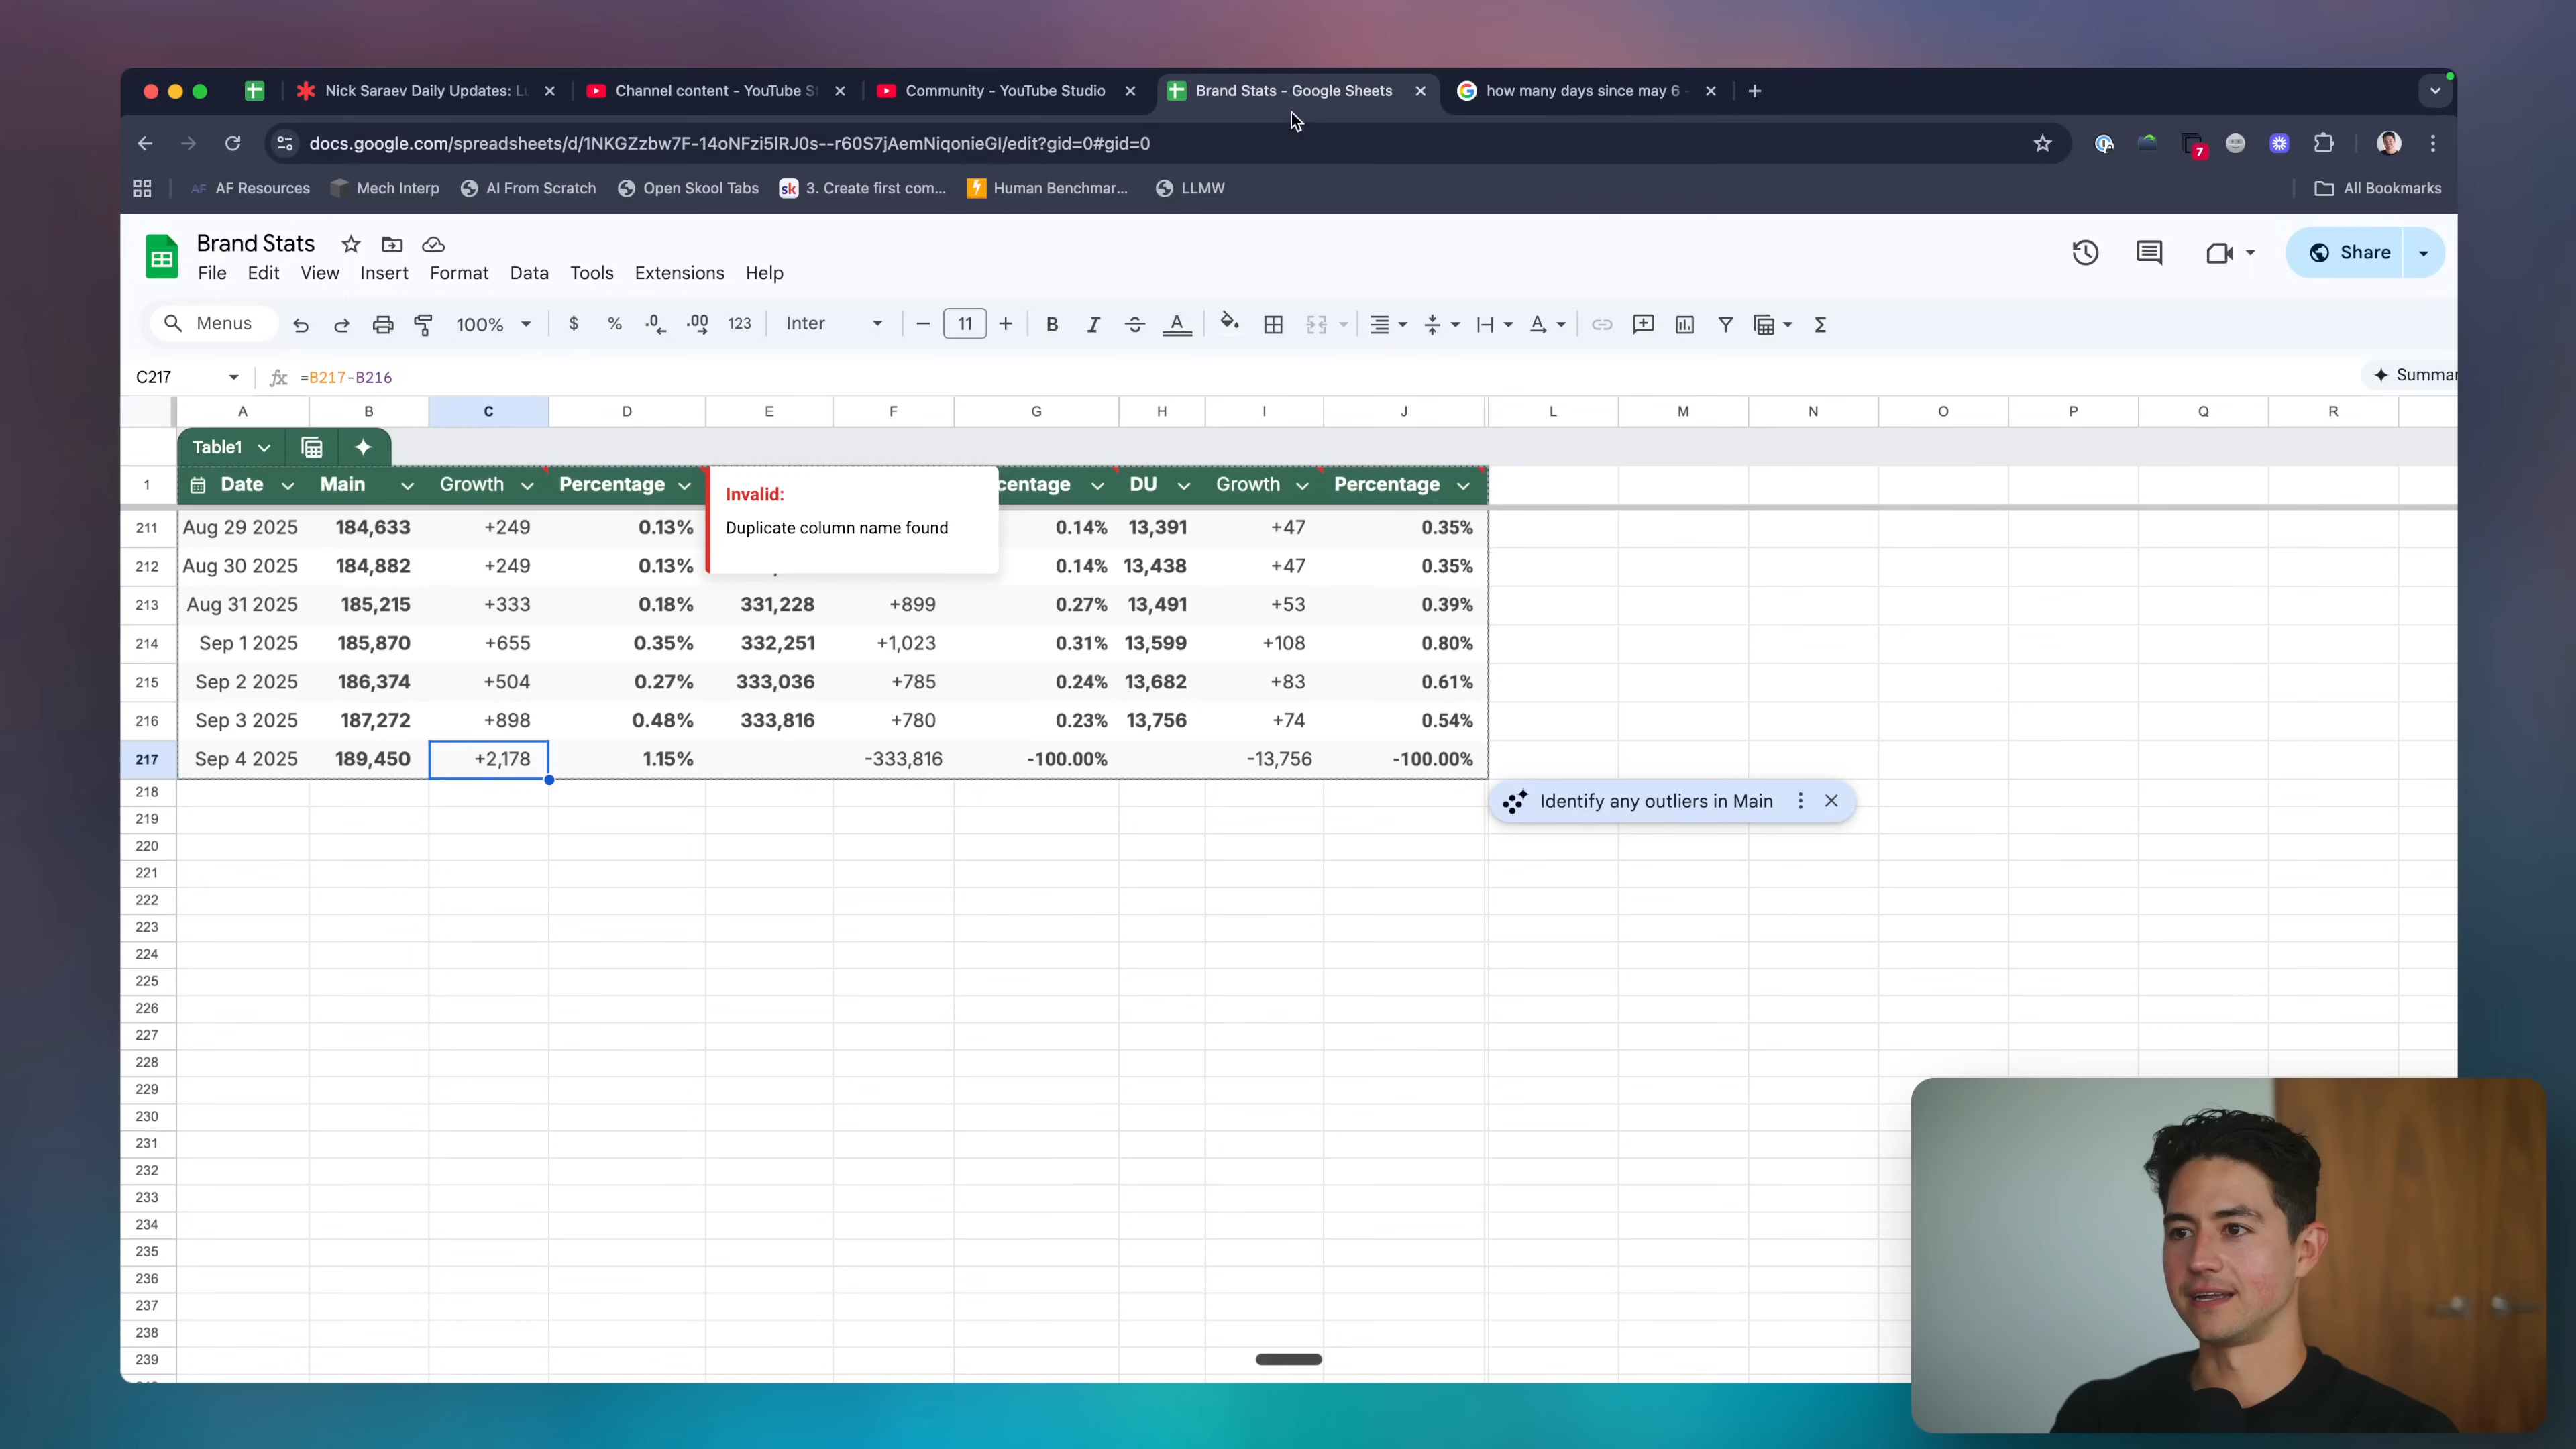 Nick Saraev Daily Updates: L
Channel content - YouTube S
Community - YouTube Studio
Brand Stats - Google Sheets
how many days since may 6 -
docs.google.com/spreadsheets/d/1NKGZzbw7F-14oNFzi5lRJ0s--r60S7jAemNiqonieGI/edit?gid=0#gid=0
7
AF AF Resources
Mech Interp
AI From Scratch
Open Skool Tabs
sk 3. Create first com...
Human Benchmar...
LLMW
All Bookmarks
Brand Stats
File Edit View Insert Format Data Tools Extensions Help
Share
Menus 100% $ % .0 .00 123 Inter 11 B I A
C217 fx =B217-B216
Summar
A B C D E F G H I J L M N O P Q R
Table1
1 Date Main Growth Percentage centage DU Growth Percentage
Invalid:
Duplicate column name found
211 Aug 29 2025 184,633 +249 0.13% 0.14% 13,391 +47 0.35%
212 Aug 30 2025 184,882 +249 0.13% 0.14% 13,438 +47 0.35%
213 Aug 31 2025 185,215 +333 0.18% 331,228 +899 0.27% 13,491 +53 0.39%
214 Sep 1 2025 185,870 +655 0.35% 332,251 +1,023 0.31% 13,599 +108 0.80%
215 Sep 2 2025 186,374 +504 0.27% 333,036 +785 0.24% 13,682 +83 0.61%
216 Sep 3 2025 187,272 +898 0.48% 333,816 +780 0.23% 13,756 +74 0.54%
217 Sep 4 2025 189,450 +2,178 1.15% -333,816 -100.00% -13,756 -100.00%
218
Identify any outliers in Main
219
220
221
222
223
224
225
226
227
228
229
230
231
232
233
234
235
236
237
238
239